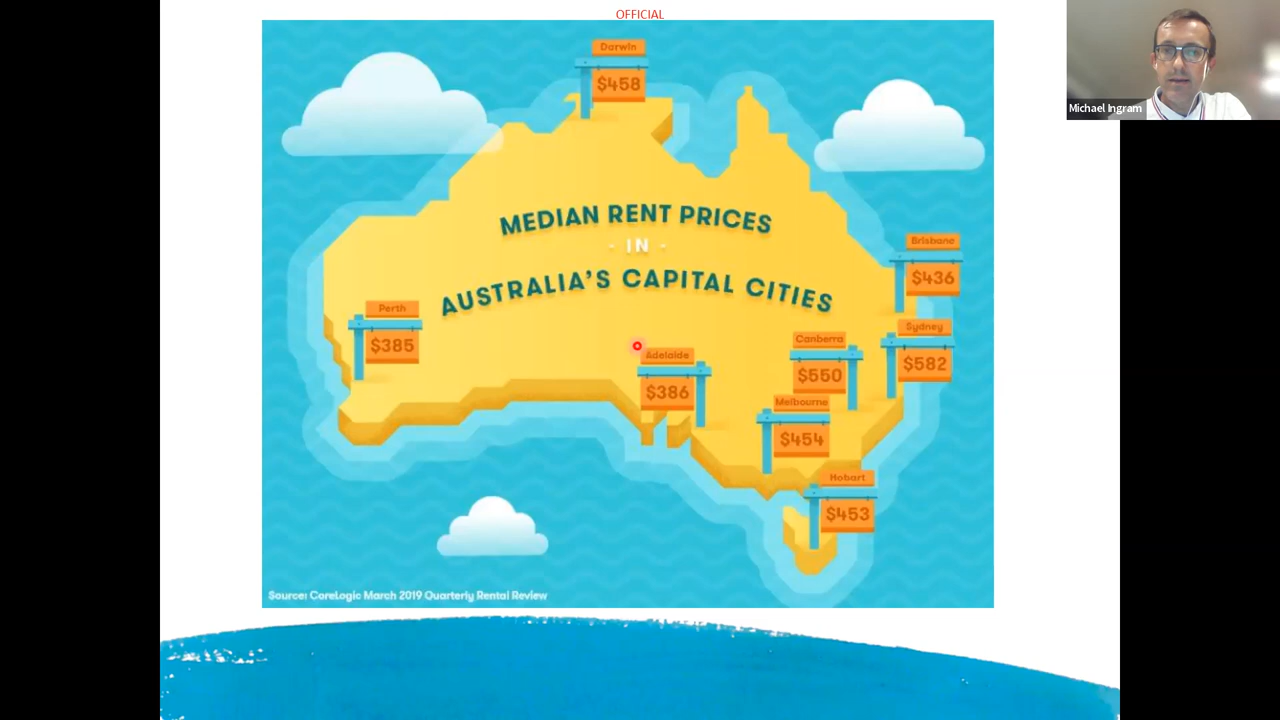 OFFICIAL
Michael Ingram
Darwin
$458
MEDIAN RENT PRICES
- IN -
AUSTRALIA'S CAPITAL CITIES
Brisbane
$436
Perth
$385
Sydney
$582
Canberra
$550
Adelaide
$386
Melbourne
$454
Hobart
$453
Source: CoreLogic March 2019 Quarterly Rental Review